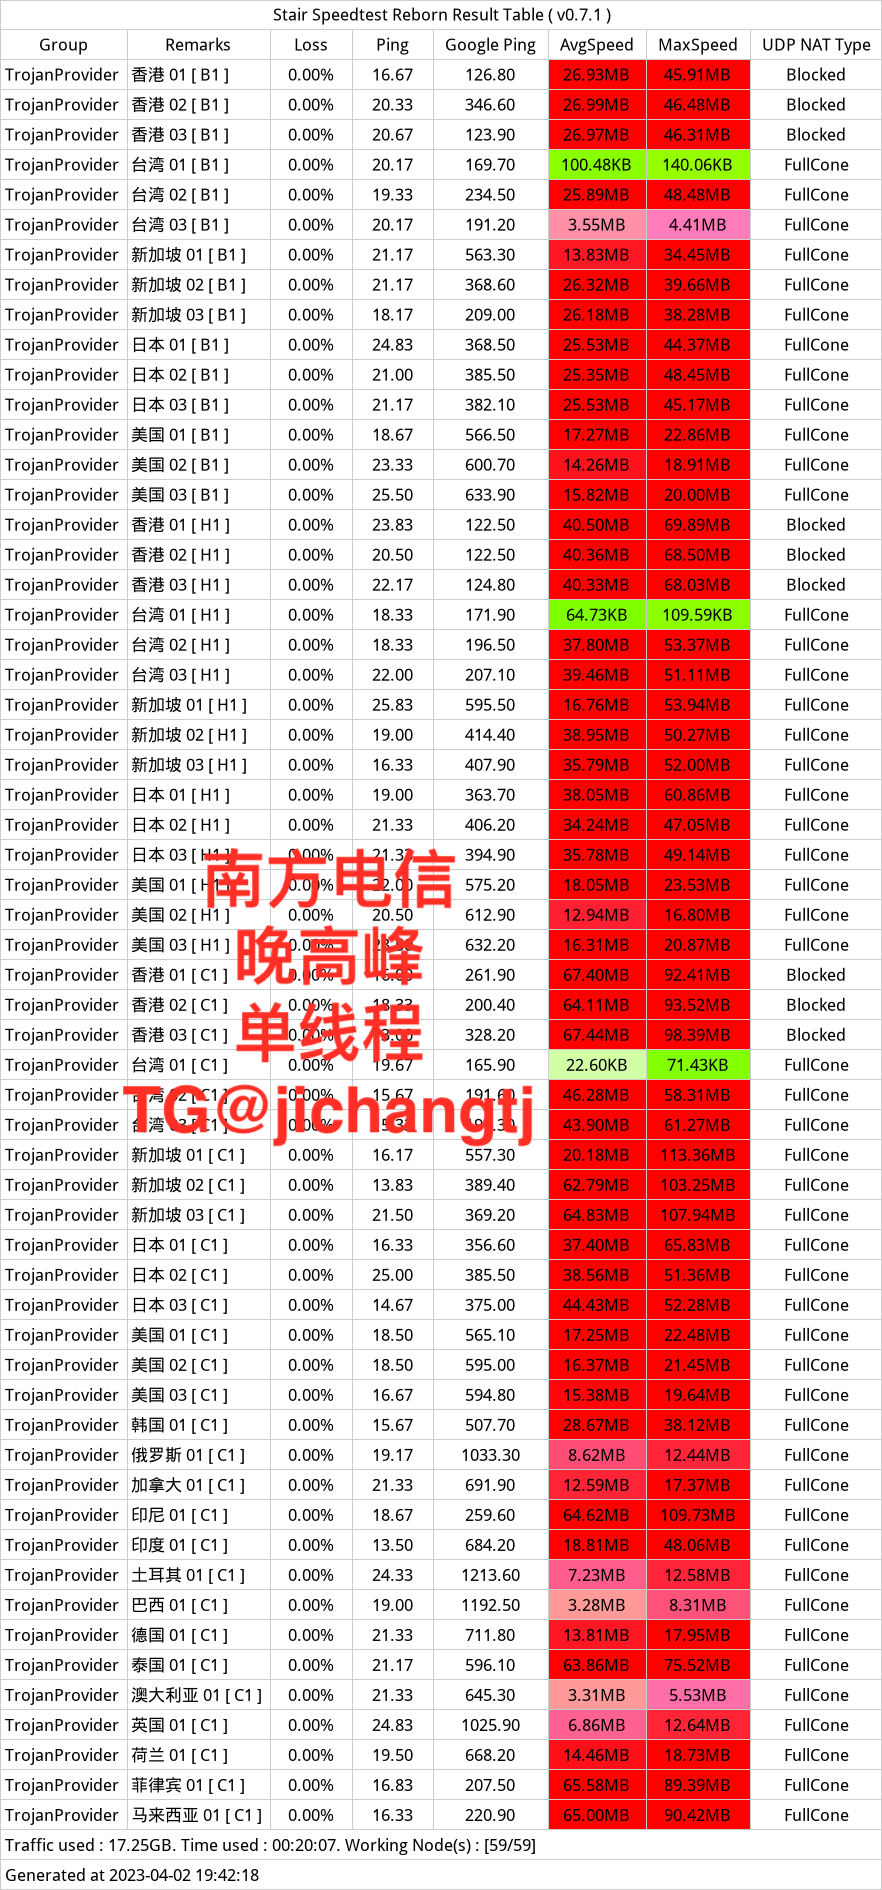 Stair Speedtest Reborn Result Table ( v0.7.1 )
Group Remarks Loss Ping Google Ping AvgSpeed MaxSpeed UDP NAT Type
TrojanProvider 香港 01 [ B1 ] 0.00% 16.67 126.80 26.93MB 45.91MB Blocked
TrojanProvider 香港 02 [ B1 ] 0.00% 20.33 346.60 26.99MB 46.48MB Blocked
TrojanProvider 香港 03 [ B1 ] 0.00% 20.67 123.90 26.97MB 46.31MB Blocked
TrojanProvider 台湾 01 [ B1 ] 0.00% 20.17 169.70 100.48KB 140.06KB FullCone
TrojanProvider 台湾 02 [ B1 ] 0.00% 19.33 234.50 25.89MB 48.48MB FullCone
TrojanProvider 台湾 03 [ B1 ] 0.00% 20.17 191.20 3.55MB 4.41MB FullCone
TrojanProvider 新加坡 01 [ B1 ] 0.00% 21.17 563.30 13.83MB 34.45MB FullCone
TrojanProvider 新加坡 02 [ B1 ] 0.00% 21.17 368.60 26.32MB 39.66MB FullCone
TrojanProvider 新加坡 03 [ B1 ] 0.00% 18.17 209.00 26.18MB 38.28MB FullCone
TrojanProvider 日本 01 [ B1 ] 0.00% 24.83 368.50 25.53MB 44.37MB FullCone
TrojanProvider 日本 02 [ B1 ] 0.00% 21.00 385.50 25.35MB 48.45MB FullCone
TrojanProvider 日本 03 [ B1 ] 0.00% 21.17 382.10 25.53MB 45.17MB FullCone
TrojanProvider 美国 01 [ B1 ] 0.00% 18.67 566.50 17.27MB 22.86MB FullCone
TrojanProvider 美国 02 [ B1 ] 0.00% 23.33 600.70 14.26MB 18.91MB FullCone
TrojanProvider 美国 03 [ B1 ] 0.00% 25.50 633.90 15.82MB 20.00MB FullCone
TrojanProvider 香港 01 [ H1 ] 0.00% 23.83 122.50 40.50MB 69.89MB Blocked
TrojanProvider 香港 02 [ H1 ] 0.00% 20.50 122.50 40.36MB 68.50MB Blocked
TrojanProvider 香港 03 [ H1 ] 0.00% 22.17 124.80 40.33MB 68.03MB Blocked
TrojanProvider 台湾 01 [ H1 ] 0.00% 18.33 171.90 64.73KB 109.59KB FullCone
TrojanProvider 台湾 02 [ H1 ] 0.00% 18.33 196.50 37.80MB 53.37MB FullCone
TrojanProvider 台湾 03 [ H1 ] 0.00% 22.00 207.10 39.46MB 51.11MB FullCone
TrojanProvider 新加坡 01 [ H1 ] 0.00% 25.83 595.50 16.76MB 53.94MB FullCone
TrojanProvider 新加坡 02 [ H1 ] 0.00% 19.00 414.40 38.95MB 50.27MB FullCone
TrojanProvider 新加坡 03 [ H1 ] 0.00% 16.33 407.90 35.79MB 52.00MB FullCone
TrojanProvider 日本 01 [ H1 ] 0.00% 19.00 363.70 38.05MB 60.86MB FullCone
TrojanProvider 日本 02 [ H1 ] 0.00% 21.33 406.20 34.24MB 47.05MB FullCone
TrojanProvider 日本 03 [ H1 ] 0.00% 21.33 394.90 35.78MB 49.14MB FullCone
南方电信
TrojanProvider 美国 01 [ H1 ] 0.00% 22.00 575.20 18.05MB 23.53MB FullCone
TrojanProvider 美国 02 [ H1 ] 0.00% 20.50 612.90 12.94MB 16.80MB FullCone
TrojanProvider 美国 03 [ H1 ] 0.00% 632.20 16.31MB 20.87MB FullCone
晚高峰
TrojanProvider 香港 01 [ C1 ] 0.00% 261.90 67.40MB 92.41MB Blocked
TrojanProvider 香港 02 [ C1 ] 0.00% 18.33 200.40 64.11MB 93.52MB Blocked
TrojanProvider 香港 03 [ C1 ] 0.00% 328.20 67.44MB 98.39MB Blocked
单线程
TrojanProvider 台湾 01 [ C1 ] 0.00% 19.67 165.90 22.60KB 71.43KB FullCone
TrojanProvider 台湾 02 [ C1 ] 0.00% 15.67 191.60 46.28MB 58.31MB FullCone
TG@jichangtj
TrojanProvider 台湾 03 [ C1 ] 0.00% 43.90MB 61.27MB FullCone
TrojanProvider 新加坡 01 [ C1 ] 0.00% 16.17 557.30 20.18MB 113.36MB FullCone
TrojanProvider 新加坡 02 [ C1 ] 0.00% 13.83 389.40 62.79MB 103.25MB FullCone
TrojanProvider 新加坡 03 [ C1 ] 0.00% 21.50 369.20 64.83MB 107.94MB FullCone
TrojanProvider 日本 01 [ C1 ] 0.00% 16.33 356.60 37.40MB 65.83MB FullCone
TrojanProvider 日本 02 [ C1 ] 0.00% 25.00 385.50 38.56MB 51.36MB FullCone
TrojanProvider 日本 03 [ C1 ] 0.00% 14.67 375.00 44.43MB 52.28MB FullCone
TrojanProvider 美国 01 [ C1 ] 0.00% 18.50 565.10 17.25MB 22.48MB FullCone
TrojanProvider 美国 02 [ C1 ] 0.00% 18.50 595.00 16.37MB 21.45MB FullCone
TrojanProvider 美国 03 [ C1 ] 0.00% 16.67 594.80 15.38MB 19.64MB FullCone
TrojanProvider 韩国 01 [ C1 ] 0.00% 15.67 507.70 28.67MB 38.12MB FullCone
TrojanProvider 俄罗斯 01 [ C1 ] 0.00% 19.17 1033.30 8.62MB 12.44MB FullCone
TrojanProvider 加拿大 01 [ C1 ] 0.00% 21.33 691.90 12.59MB 17.37MB FullCone
TrojanProvider 印尼 01 [ C1 ] 0.00% 18.67 259.60 64.62MB 109.73MB FullCone
TrojanProvider 印度 01 [ C1 ] 0.00% 13.50 684.20 18.81MB 48.06MB FullCone
TrojanProvider 土耳其 01 [ C1 ] 0.00% 24.33 1213.60 7.23MB 12.58MB FullCone
TrojanProvider 巴西 01 [ C1 ] 0.00% 19.00 1192.50 3.28MB 8.31MB FullCone
TrojanProvider 德国 01 [ C1 ] 0.00% 21.33 711.80 13.81MB 17.95MB FullCone
TrojanProvider 泰国 01 [ C1 ] 0.00% 21.17 596.10 63.86MB 75.52MB FullCone
TrojanProvider 澳大利亚 01 [ C1 ] 0.00% 21.33 645.30 3.31MB 5.53MB FullCone
TrojanProvider 英国 01 [ C1 ] 0.00% 24.83 1025.90 6.86MB 12.64MB FullCone
TrojanProvider 荷兰 01 [ C1 ] 0.00% 19.50 668.20 14.46MB 18.73MB FullCone
TrojanProvider 菲律宾 01 [ C1 ] 0.00% 16.83 207.50 65.58MB 89.39MB FullCone
TrojanProvider 马来西亚 01 [ C1 ] 0.00% 16.33 220.90 65.00MB 90.42MB FullCone
Traffic used : 17.25GB. Time used : 00:20:07. Working Node(s) : [59/59]
Generated at 2023-04-02 19:42:18